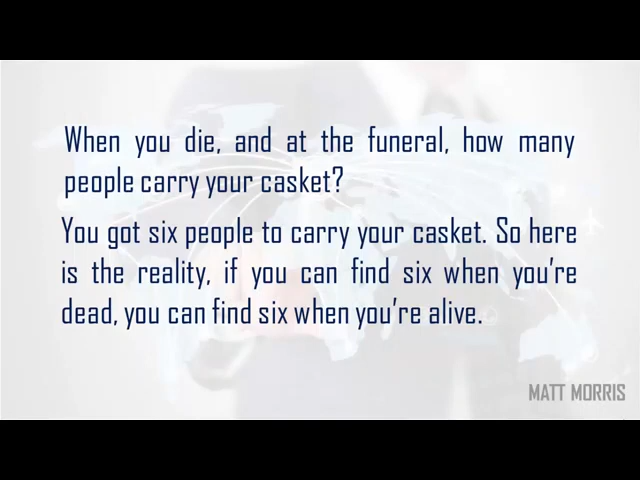 When you die, and at the funeral, how many
people carry your casket?
You got six people to carry your casket. So here
is the reality, if you can find six when you're
dead, you can find six when you're alive.
MATT MORRIS